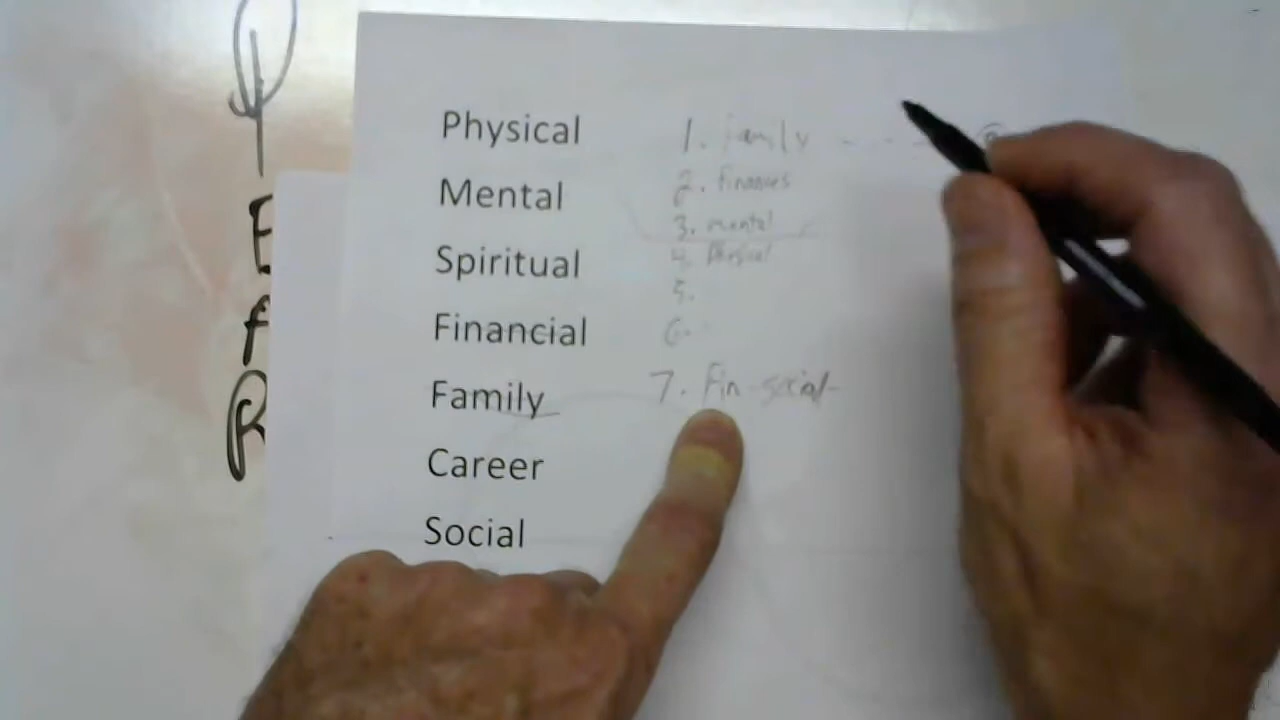 Physical
Mental
Spiritual
Financial
Family
Career
Social
1. Family - - -
2. finances
3. mental
4. Physical
5.
6.
7. Fin - social -
E
f
R